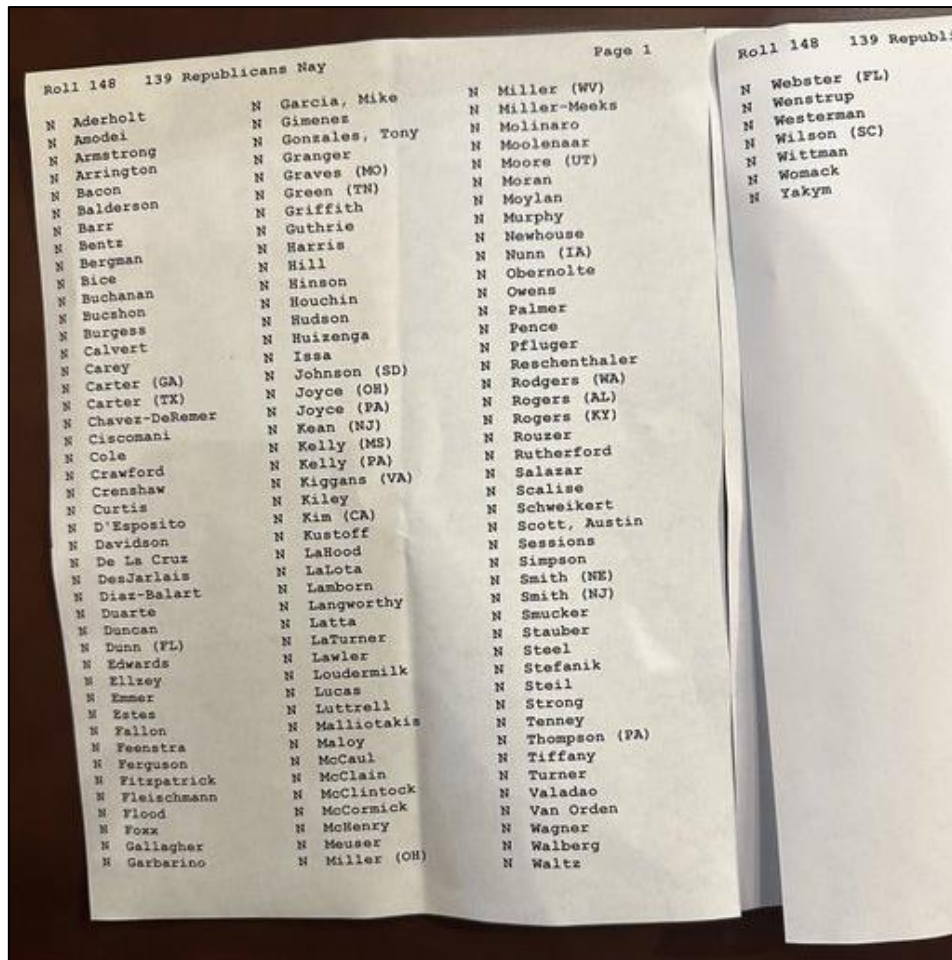 Roll 148 139 Republicans Nay Page 1
N Aderholt
N Amodei
N Armstrong
N Arrington
N Bacon
N Balderson
N Barr
N Bentz
N Bergman
N Bice
N Buchanan
N Bucshon
N Burgess
N Calvert
N Carey
N Carter (GA)
N Carter (TX)
N Chavez-DeRemer
N Ciscomani
N Cole
N Crawford
N Crenshaw
N Curtis
N D'Esposito
N Davidson
N De La Cruz
N DesJarlais
N Diaz-Balart
N Duarte
N Duncan
N Dunn (FL)
N Edwards
N Ellzey
N Emmer
N Estes
N Fallon
N Feenstra
N Ferguson
N Fitzpatrick
N Fleischmann
N Flood
N Foxx
N Gallagher
N Garbarino
N Garcia, Mike
N Gimenez
N Gonzales, Tony
N Granger
N Graves (MO)
N Green (TN)
N Griffith
N Guthrie
N Harris
N Hill
N Hinson
N Houchin
N Hudson
N Huizenga
N Issa
N Johnson (SD)
N Joyce (OH)
N Joyce (PA)
N Kean (NJ)
N Kelly (MS)
N Kelly (PA)
N Kiggans (VA)
N Kiley
N Kim (CA)
N Kustoff
N LaHood
N LaLota
N Lamborn
N Langworthy
N Latta
N LaTurner
N Lawler
N Loudermilk
N Lucas
N Luttrell
N Malliotakis
N Maloy
N McCaul
N McClain
N McClintock
N McCormick
N McHenry
N Meuser
N Miller (OH)
N Miller (WV)
N Miller-Meeks
N Molinaro
N Moolenaar
N Moore (UT)
N Moran
N Moylan
N Murphy
N Newhouse
N Nunn (IA)
N Obernolte
N Owens
N Palmer
N Pence
N Pfluger
N Reschenthaler
N Rodgers (WA)
N Rogers (AL)
N Rogers (KY)
N Rouzer
N Rutherford
N Salazar
N Scalise
N Schweikert
N Scott, Austin
N Sessions
N Simpson
N Smith (NE)
N Smith (NJ)
N Smucker
N Stauber
N Steel
N Stefanik
N Steil
N Strong
N Tenney
N Thompson (PA)
N Tiffany
N Turner
N Valadao
N Van Orden
N Wagner
N Walberg
N Waltz
Roll 148 139 Republi
N Webster (FL)
N Wenstrup
N Westerman
N Wilson (SC)
N Wittman
N Womack
N Yakym